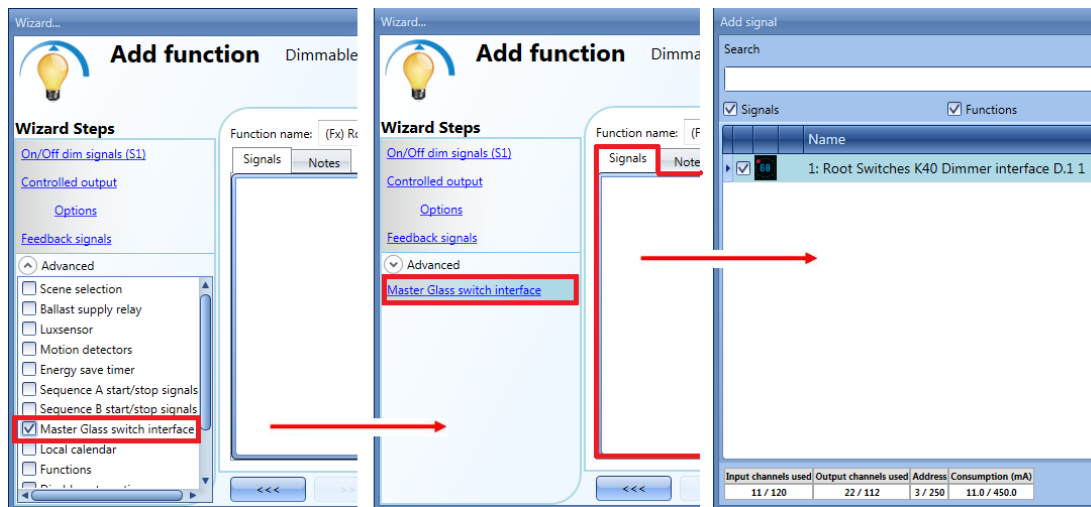 Wizard...
Add function Dimmable
Wizard Steps
On/Off dim signals (S1)
Controlled output
Options
Feedback signals
Advanced
Scene selection
Ballast supply relay
Luxsensor
Motion detectors
Energy save timer
Sequence A start/stop signals
Sequence B start/stop signals
Master Glass switch interface
Local calendar
Functions
Function name: (Fx) Ro
Signals Notes
<<< >>
Wizard...
Add function Dimma
Wizard Steps
On/Off dim signals (S1)
Controlled output
Options
Feedback signals
Advanced
Master Glass switch interface
Function name: (F
Signals Note
<<<
Add signal
Search
Signals Functions
Name
1: Root Switches K40 Dimmer interface D.1 1
Input channels used Output channels used Address Consumption (mA)
11 / 120 22 / 112 3 / 250 11.0 / 450.0